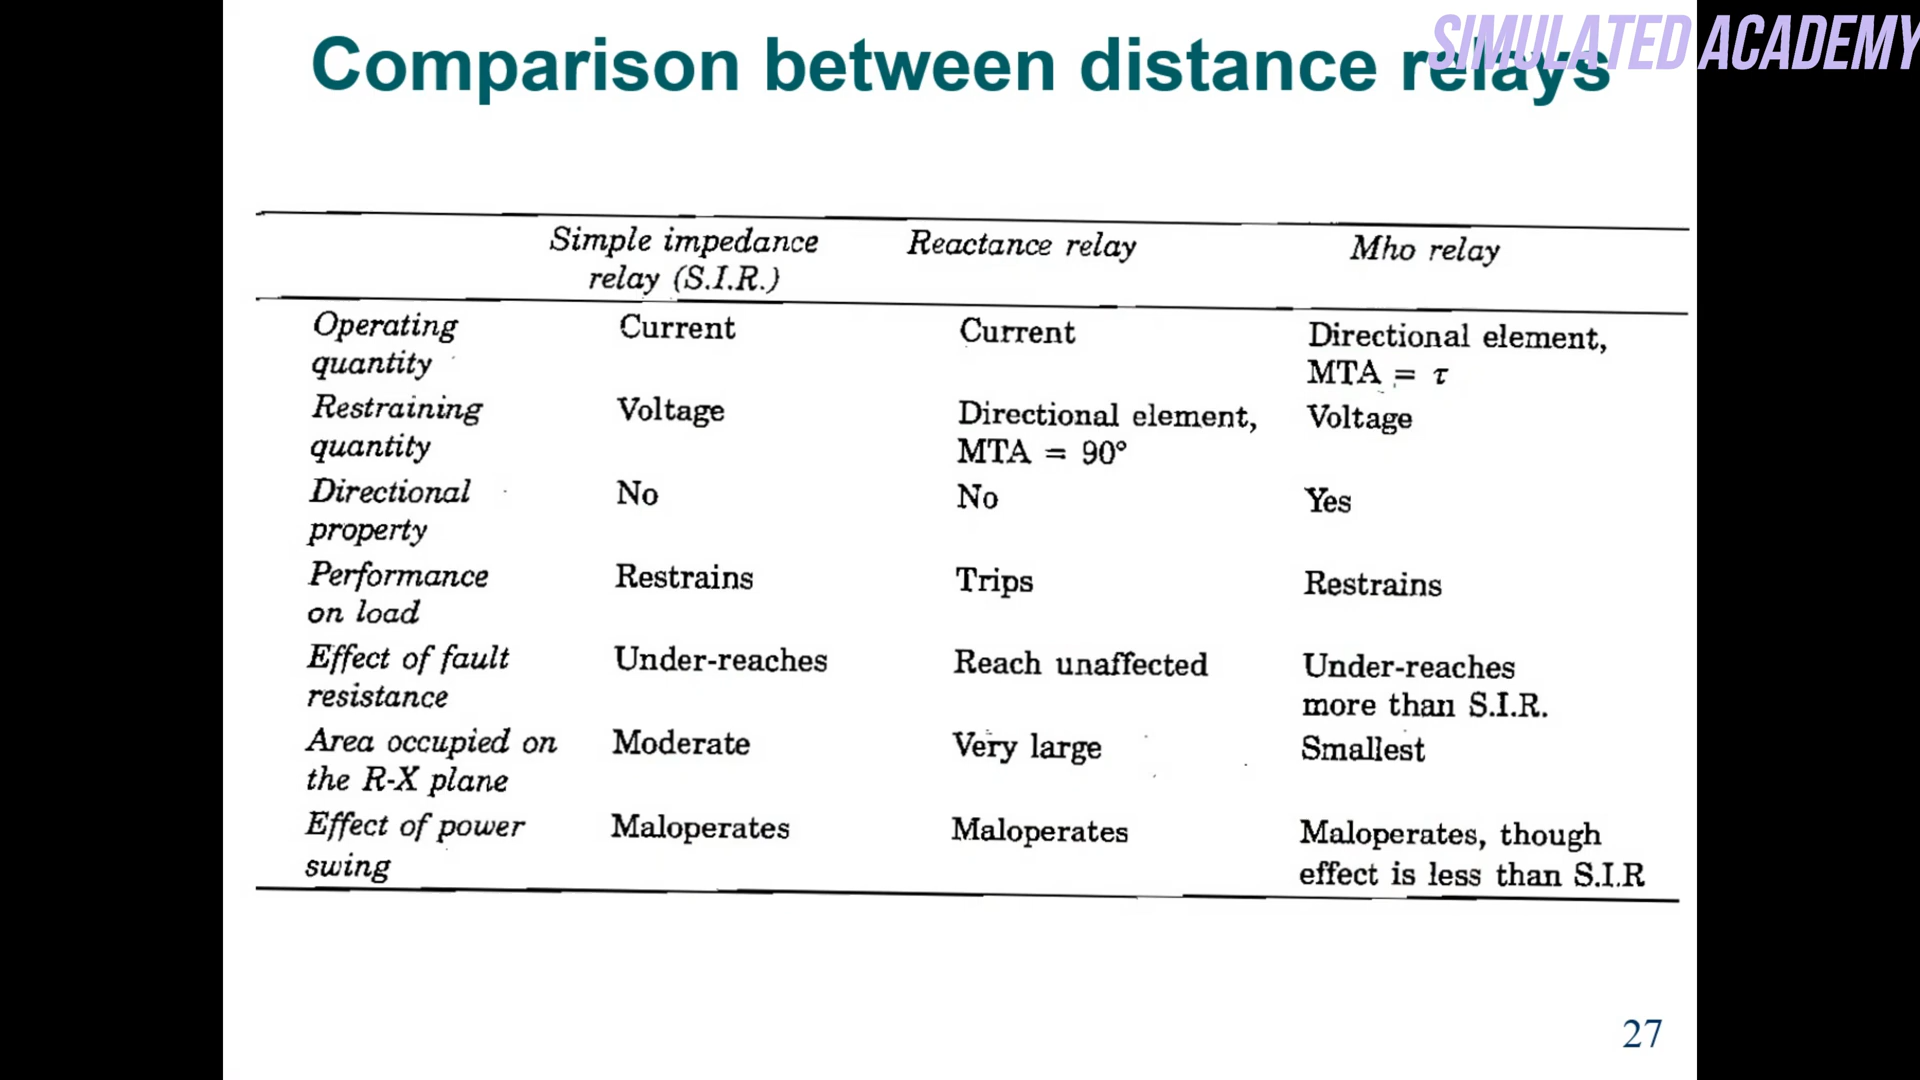 SIMULATED ACADEMY
Comparison between distance relays
Simple impedance relay (S.I.R.) Reactance relay Mho relay
Operating quantity Current Current Directional element, MTA = τ
Restraining quantity Voltage Directional element, MTA = 90° Voltage
Directional property No No Yes
Performance on load Restrains Trips Restrains
Effect of fault resistance Under-reaches Reach unaffected Under-reaches more than S.I.R.
Area occupied on the R-X plane Moderate Very large Smallest
Effect of power swing Maloperates Maloperates Maloperates, though effect is less than S.I.R
27